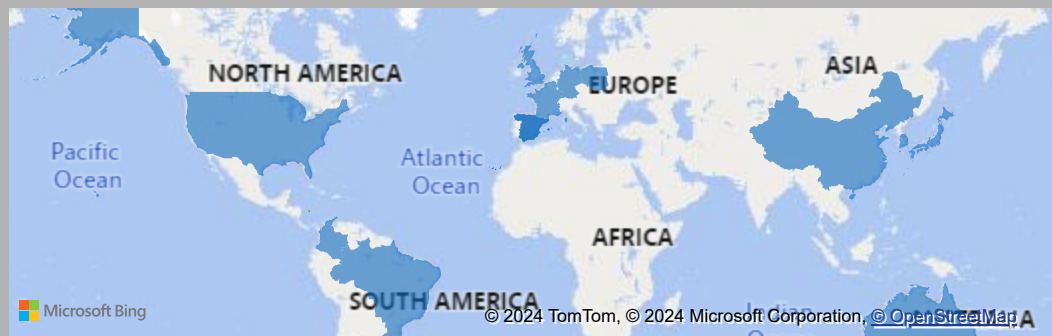 NORTH AMERICA
ASIA
EUROPE
Pacific
Ocean
Atlantic
Ocean
AFRICA
SOUTH AMERICA
Microsoft Bing
© 2024 TomTom, © 2024 Microsoft Corporation, © OpenStreetMap